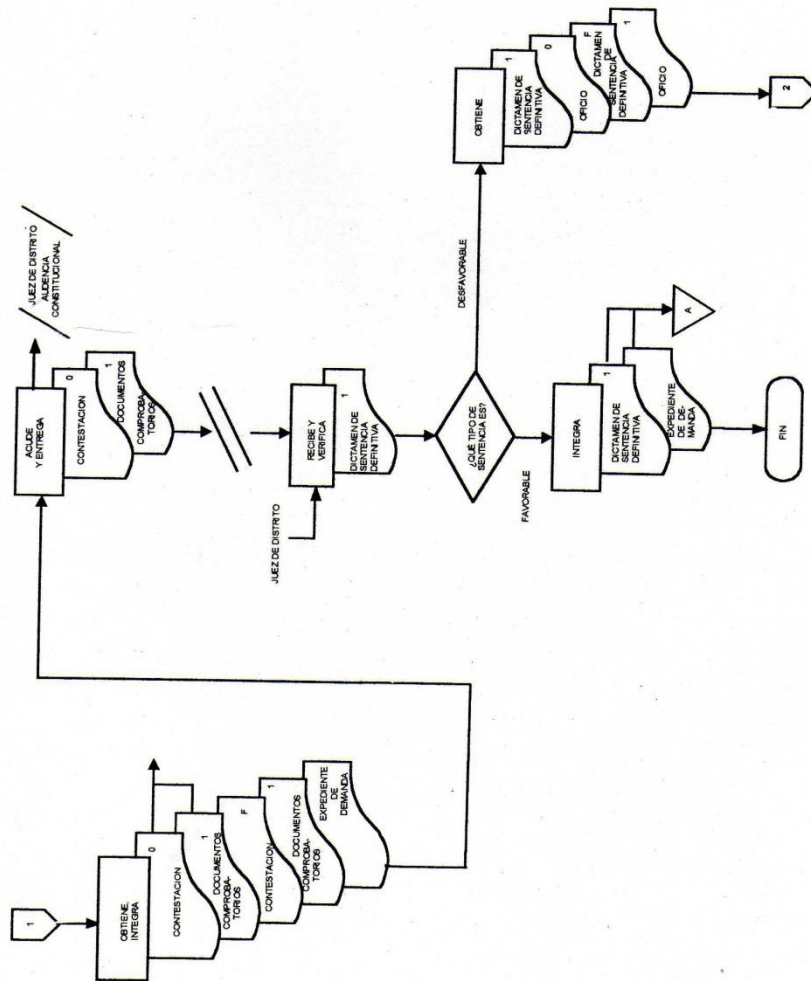 1
OBTIENE,
INTEGRA
0
CONTESTACION
1
DOCUMENTOS
COMPROBA-
TORIOS
F
CONTESTACION
1
DOCUMENTOS
COMPROBA-
TORIOS
EXPEDIENTE
DE
DEMANDA
ACUDE
Y ENTREGA
JUEZ DE DISTRITO
AUDENCIA
CONSTITUCIONAL
0
CONTESTACION
1
DOCUMENTOS
COMPROBA-
TORIOS
JUEZ DE DISTRITO
RECIBE Y
VERIFICA
1
DICTAMEN DE
SENTENCIA
DEFINITIVA
¿QUÉ TIPO DE
SENTENCIA ES?
FAVORABLE
DESFAVORABLE
INTEGRA
1
DICTAMEN DE
SENTENCIA
DEFINITIVA
EXPEDIENTE
DE DE-
MANDA
A
FIN
OBTIENE
1
DICTAMEN DE
SENTENCIA
DEFINITIVA
0
OFICIO
F
DICTAMEN
DE
SENTENCIA
DEFINITIVA
1
OFICIO
2